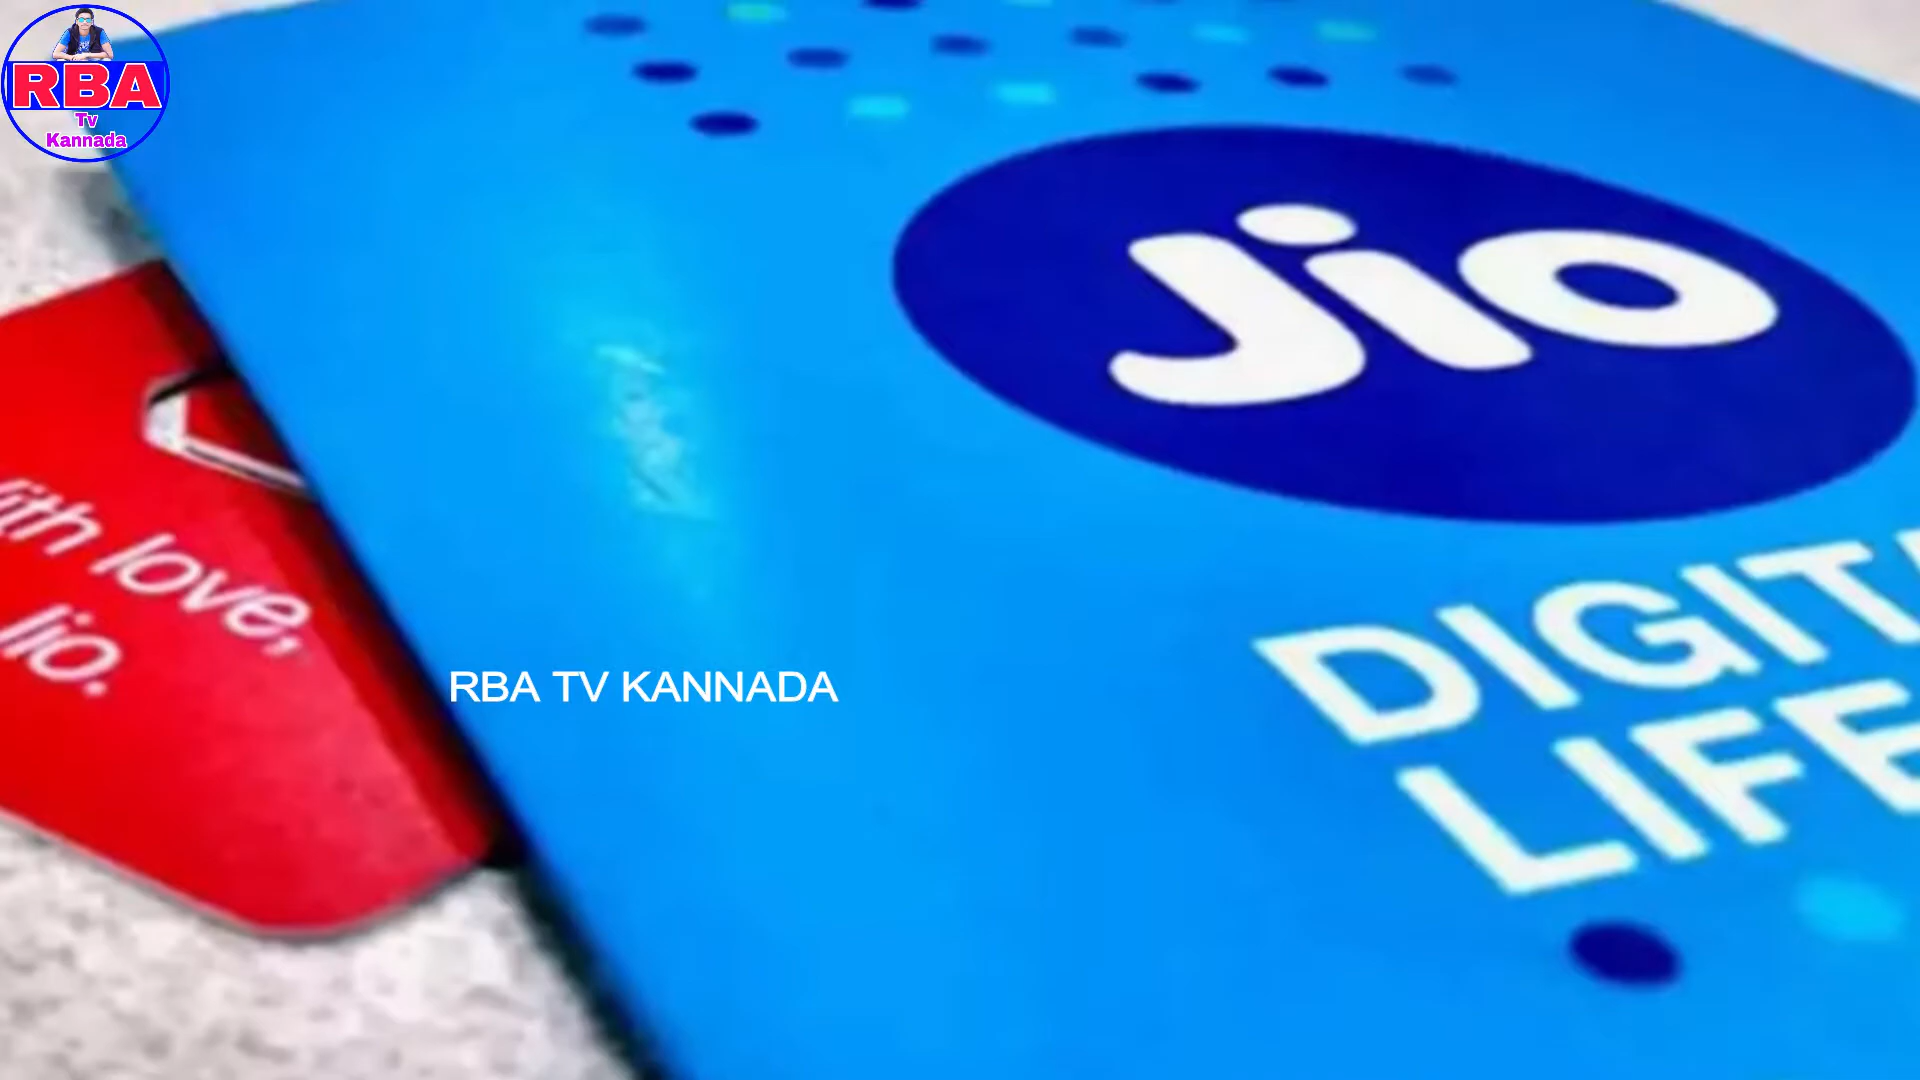 RBA
Tv
Kannada
Jio
DIGIT
LIFE
ith love,
Jio.
RBA TV KANNADA